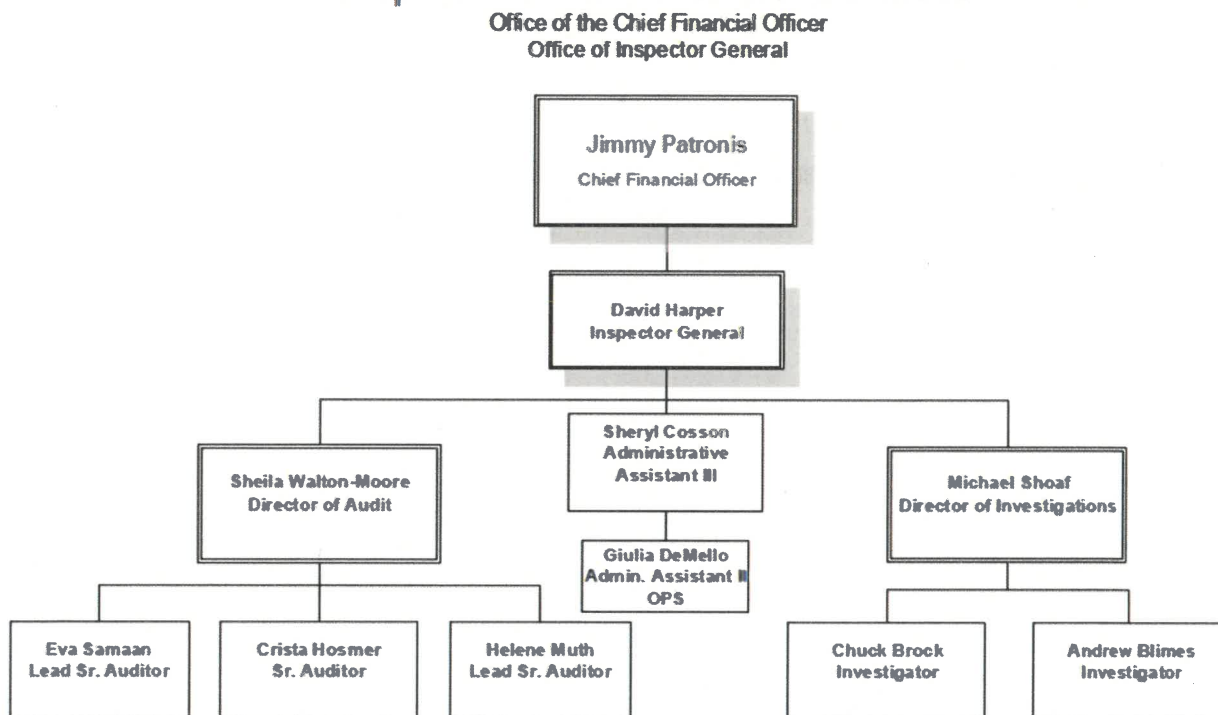 Office of the Chief Financial Officer
Office of Inspector General
Jimmy Patronis
Chief Financial Officer
David Harper
Inspector General
Sheryl Cosson
Administrative
Assistant III
Sheila Walton-Moore
Director of Audit
Michael Shoaf
Director of Investigations
Giulia DeMello
Admin. Assistant II
OPS
Eva Samaan
Lead Sr. Auditor
Crista Hosmer
Sr. Auditor
Helene Muth
Lead Sr. Auditor
Chuck Brock
Investigator
Andrew Blimes
Investigator